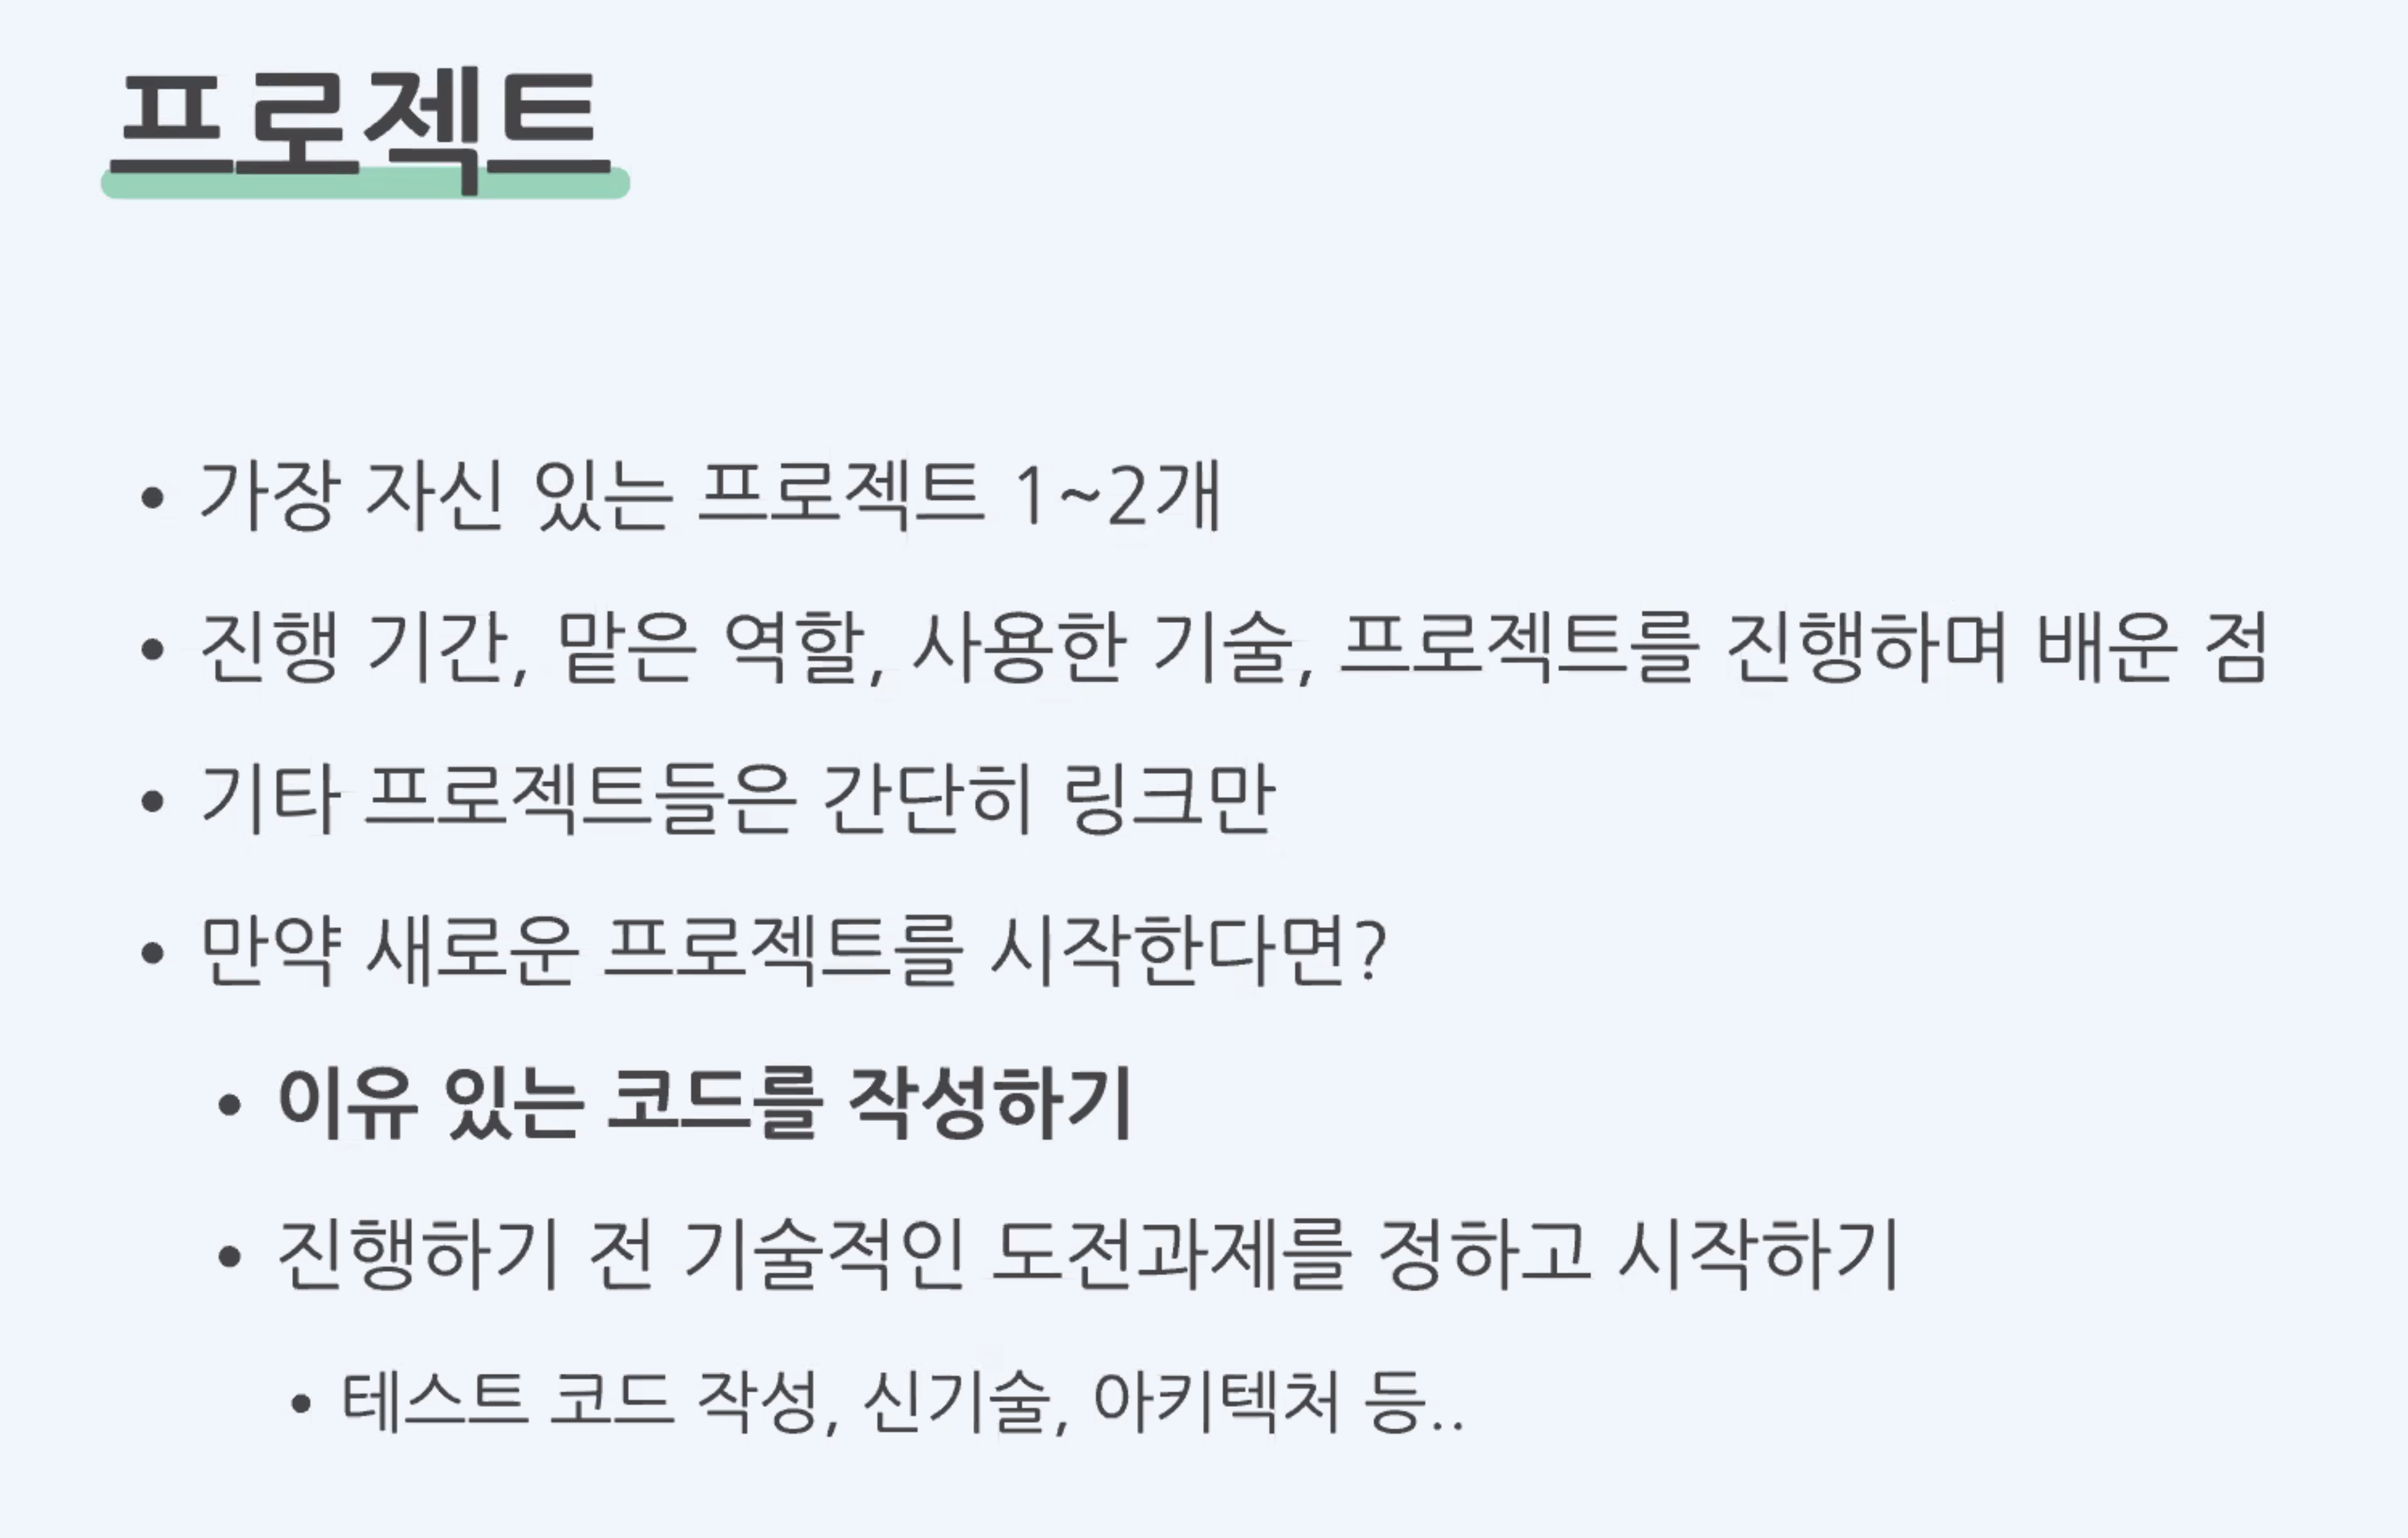 프로젝트
• 가장 자신 있는 프로젝트 1~2개
• 진행 기간, 맡은 역할, 사용한 기술, 프로젝트를 진행하며 배운 점
• 기타 프로젝트들은 간단히 링크만
• 만약 새로운 프로젝트를 시작한다면?
• 이유 있는 코드를 작성하기
• 진행하기 전 기술적인 도전과제를 정하고 시작하기
• 테스트 코드 작성, 신기술, 아키텍처 등..